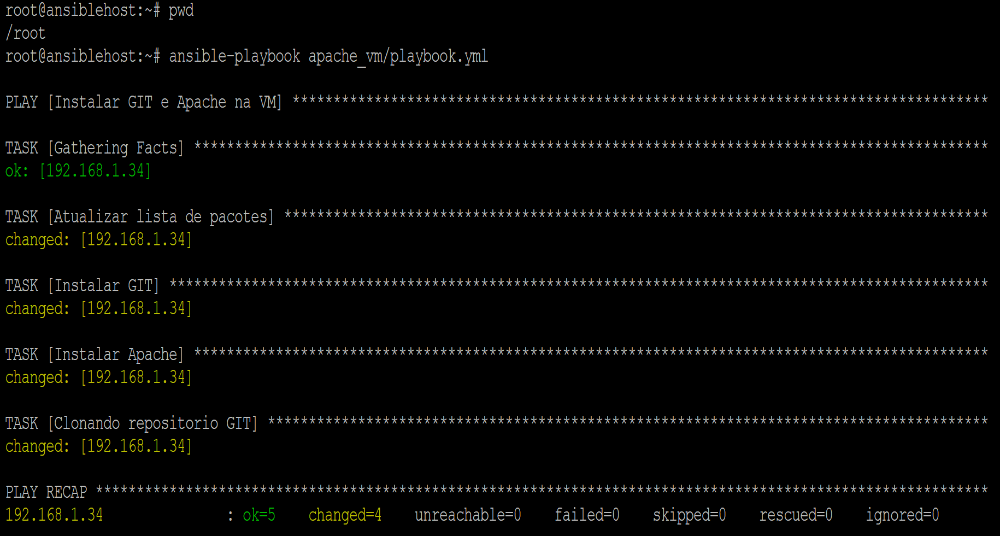 root@ansiblehost:~# pwd
/root
root@ansiblehost:~# ansible-playbook apache_vm/playbook.yml
PLAY [Instalar GIT e Apache na VM] *************************************************************************************
TASK [Gathering Facts] *************************************************************************************************
ok: [192.168.1.34]
TASK [Atualizar lista de pacotes] **************************************************************************************
changed: [192.168.1.34]
TASK [Instalar GIT] ****************************************************************************************************
changed: [192.168.1.34]
TASK [Instalar Apache] *************************************************************************************************
changed: [192.168.1.34]
TASK [Clonando repositorio GIT] ****************************************************************************************
changed: [192.168.1.34]
PLAY RECAP *************************************************************************************************************
192.168.1.34               : ok=5    changed=4    unreachable=0    failed=0    skipped=0    rescued=0    ignored=0